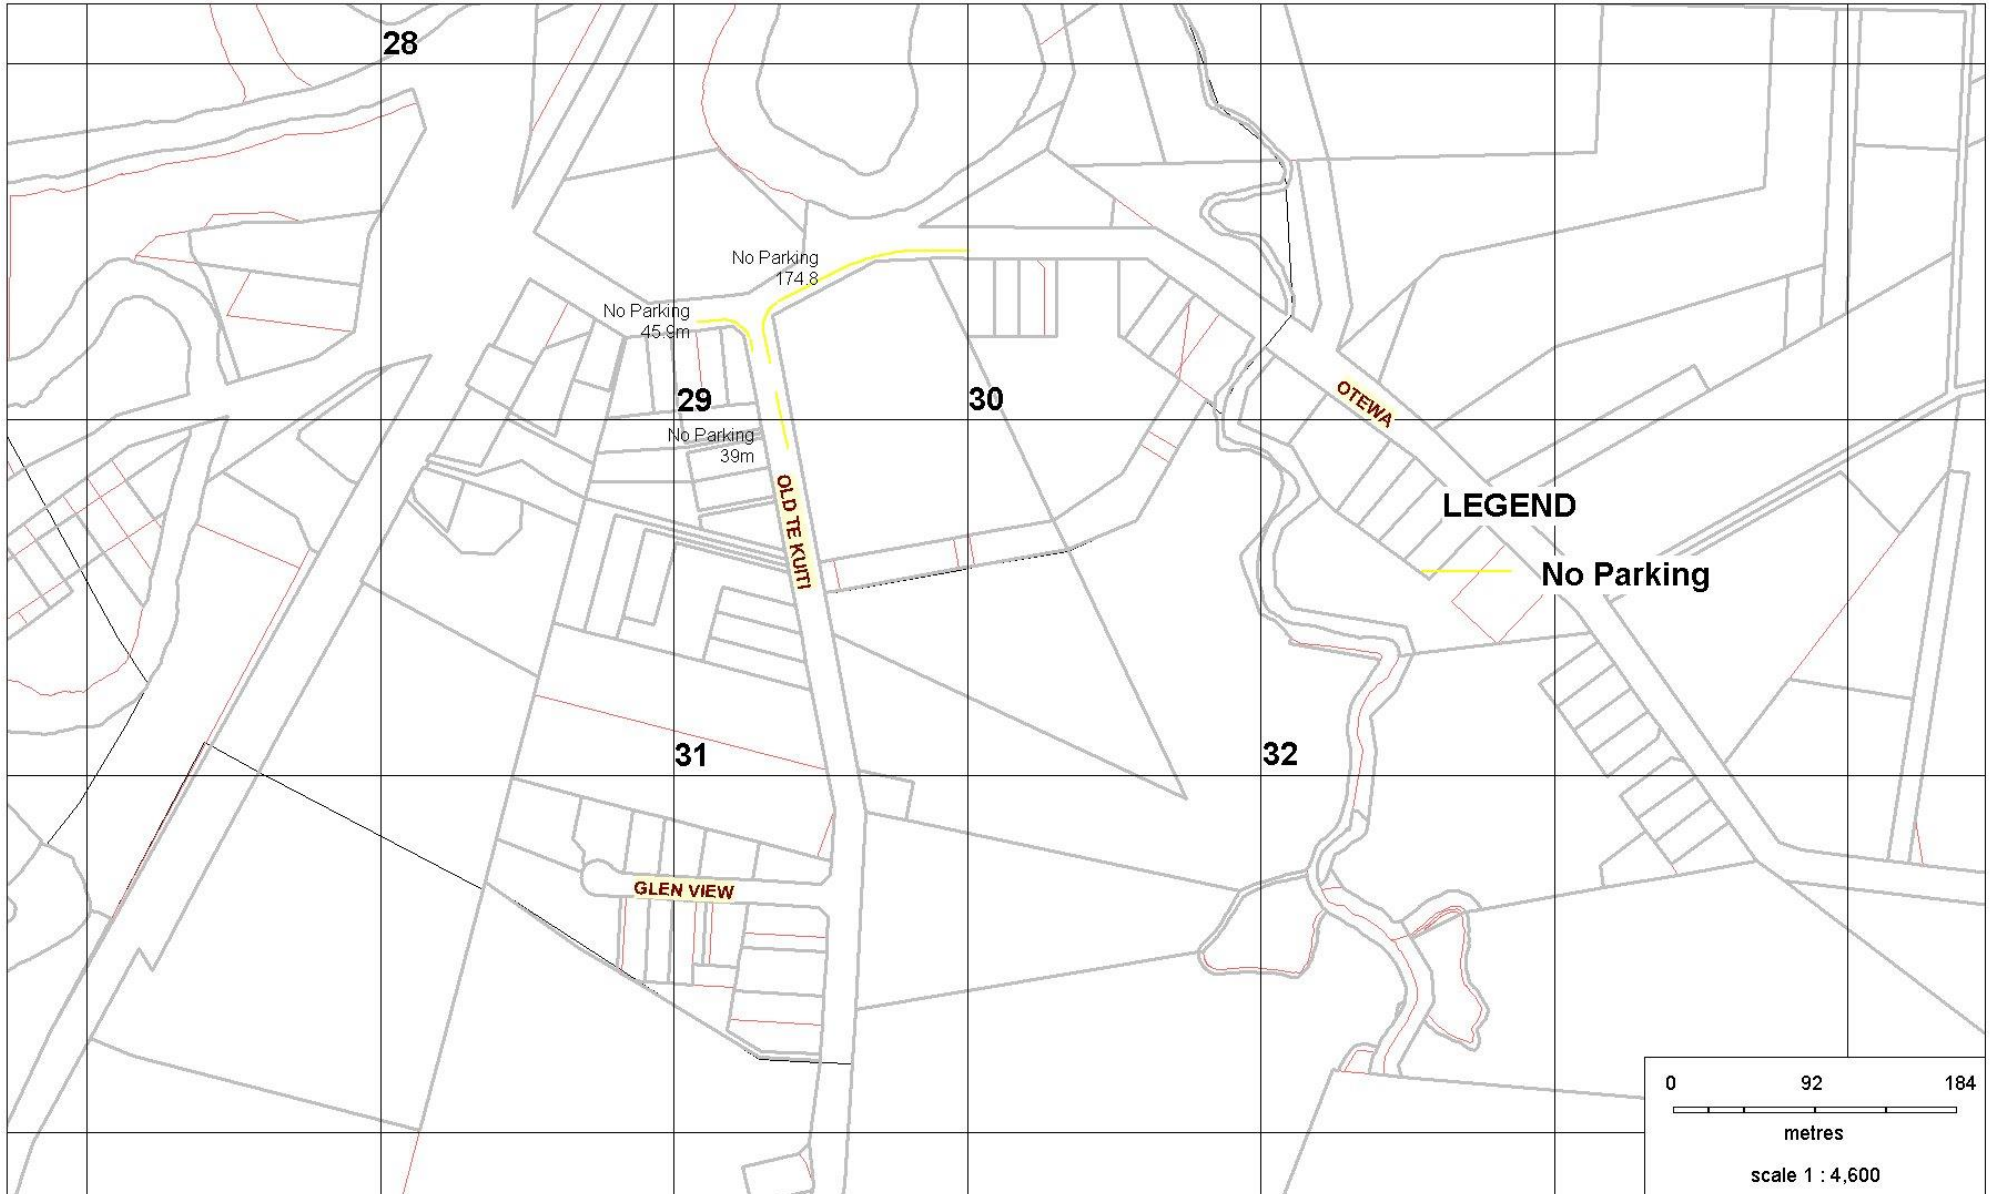 28
No Parking
174.8
No Parking
45.9m
29
30
OTEWA
No Parking
39m
OLD TE KUITI
LEGEND
No Parking
31
32
GLEN VIEW
0 92 184
metres
scale 1 : 4,600